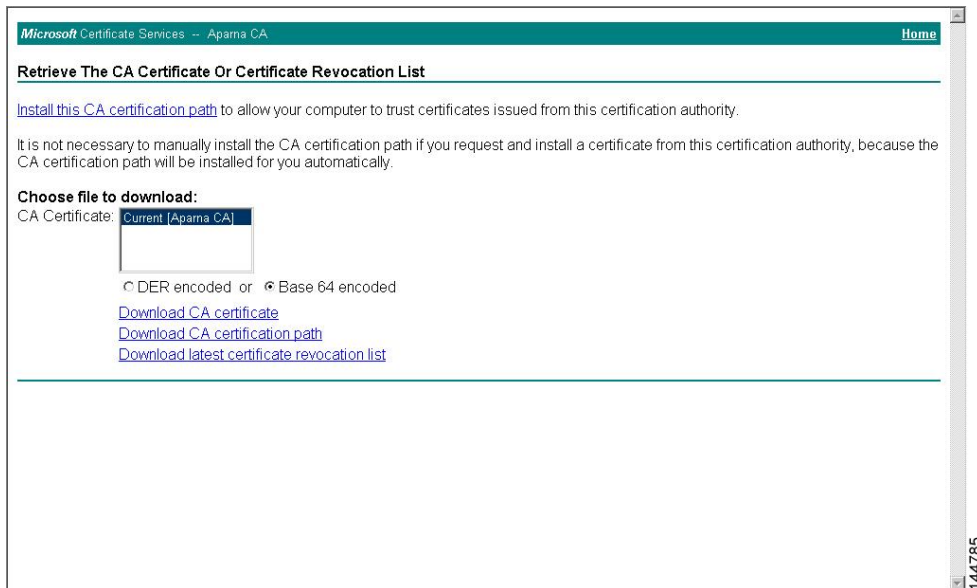 Microsoft Certificate Services -- Aparna CA Home
Retrieve The CA Certificate Or Certificate Revocation List
Install this CA certification path to allow your computer to trust certificates issued from this certification authority.
It is not necessary to manually install the CA certification path if you request and install a certificate from this certification authority, because the
CA certification path will be installed for you automatically.
Choose file to download:
CA Certificate: Current [Aparna CA]
DER encoded or Base 64 encoded
Download CA certificate
Download CA certification path
Download latest certificate revocation list